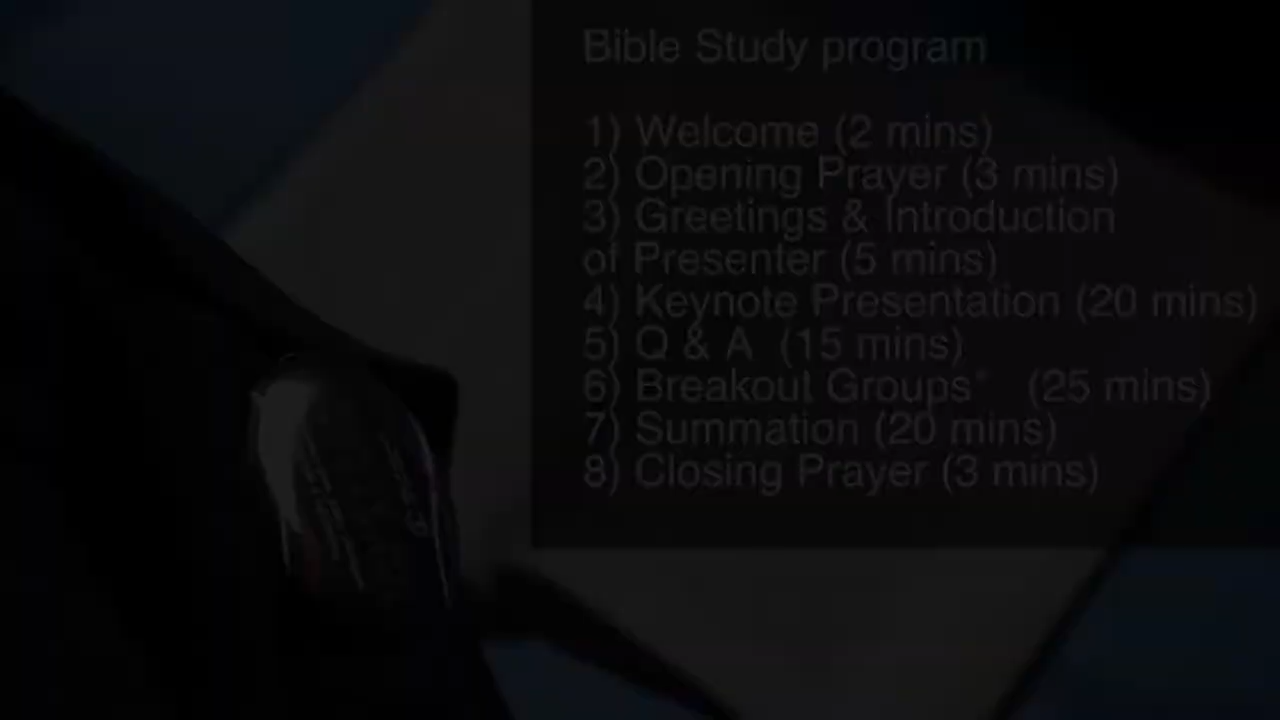 Bible Study program
1) Welcome (2 mins)
2) Opening Prayer (3 mins)
3) Greetings & Introduction
of Presenter (5 mins)
4) Keynote Presentation (20 mins)
5) Q & A (15 mins)
6) Breakout Groups* (25 mins)
7) Summation (20 mins)
8) Closing Prayer (3 mins)